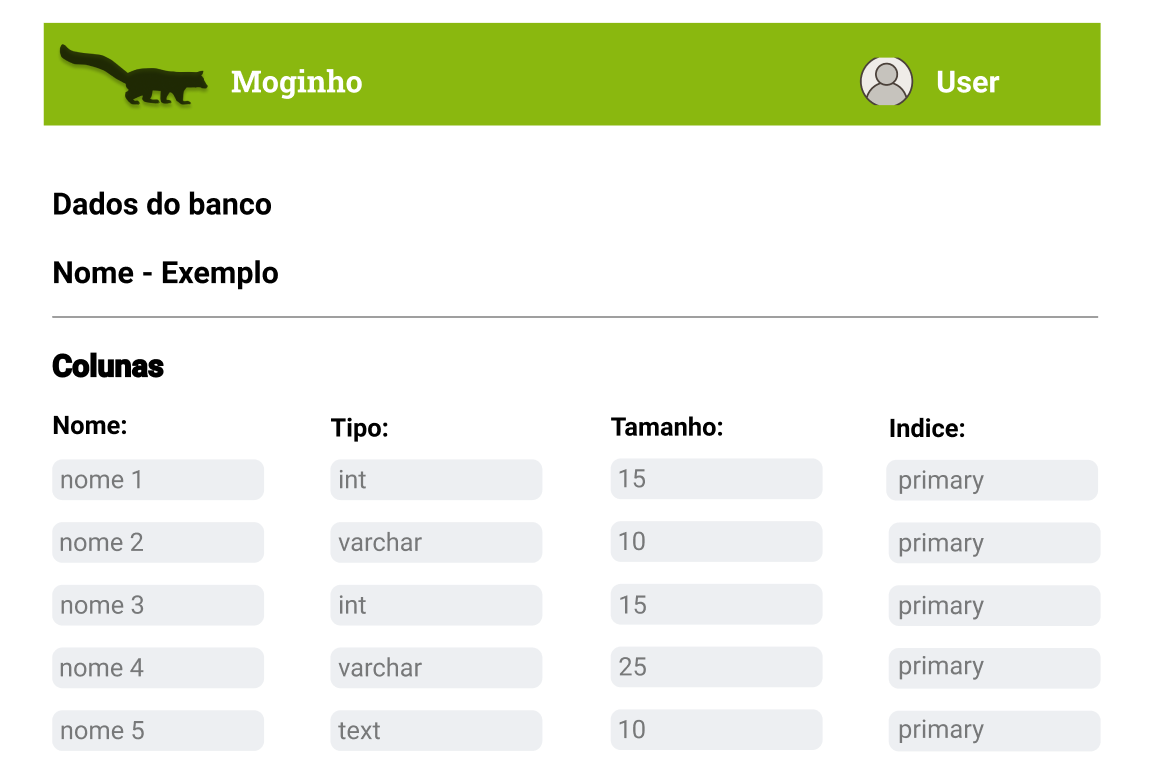 Moginho User
Dados do banco
Nome - Exemplo
Colunas
Nome: Tipo: Tamanho: Indice:
nome 1 int 15 primary
nome 2 varchar 10 primary
nome 3 int 15 primary
nome 4 varchar 25 primary
nome 5 text 10 primary